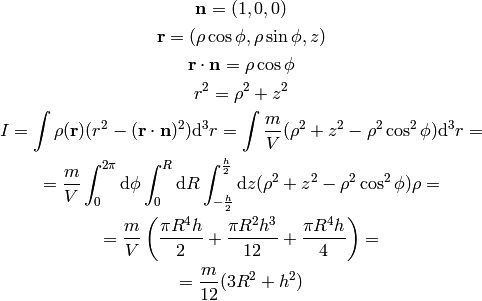 n = (1, 0, 0)
r = (ρ cos ϕ, ρ sin ϕ, z)
r · n = ρ cos ϕ
r² = ρ² + z²
I = ∫ ρ(r)(r² − (r · n)²)d³r = ∫ m/V (ρ² + z² − ρ² cos² ϕ)d³r =
= m/V ∫₀^{2π} dϕ ∫₀^R dR ∫_{−h/2}^{h/2} dz(ρ² + z² − ρ² cos² ϕ)ρ =
= m/V (πR⁴h/2 + πR²h³/12 + πR⁴h/4) =
= m/12 (3R² + h²)